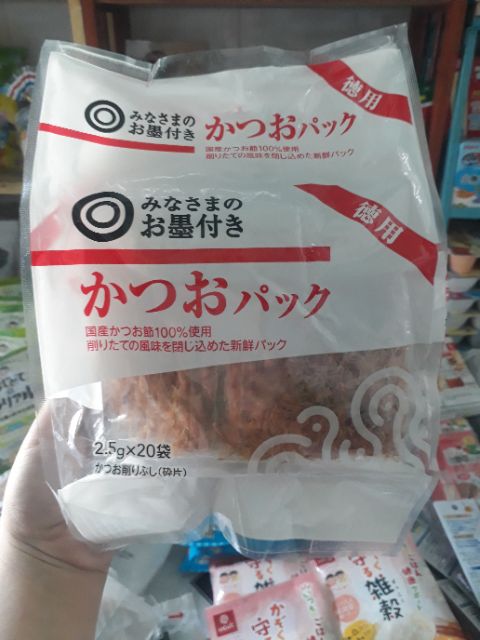 みなさまの
お墨付き
かつおパック
徳用
国産かつお節100%使用
削りたての風味を閉じ込めた新鮮パック
みなさまの
お墨付き
徳用
かつおパック
国産かつお節100%使用
削りたての風味を閉じ込めた新鮮パック
2.5g×20袋
かつお削りぶし(砕片)
雑穀